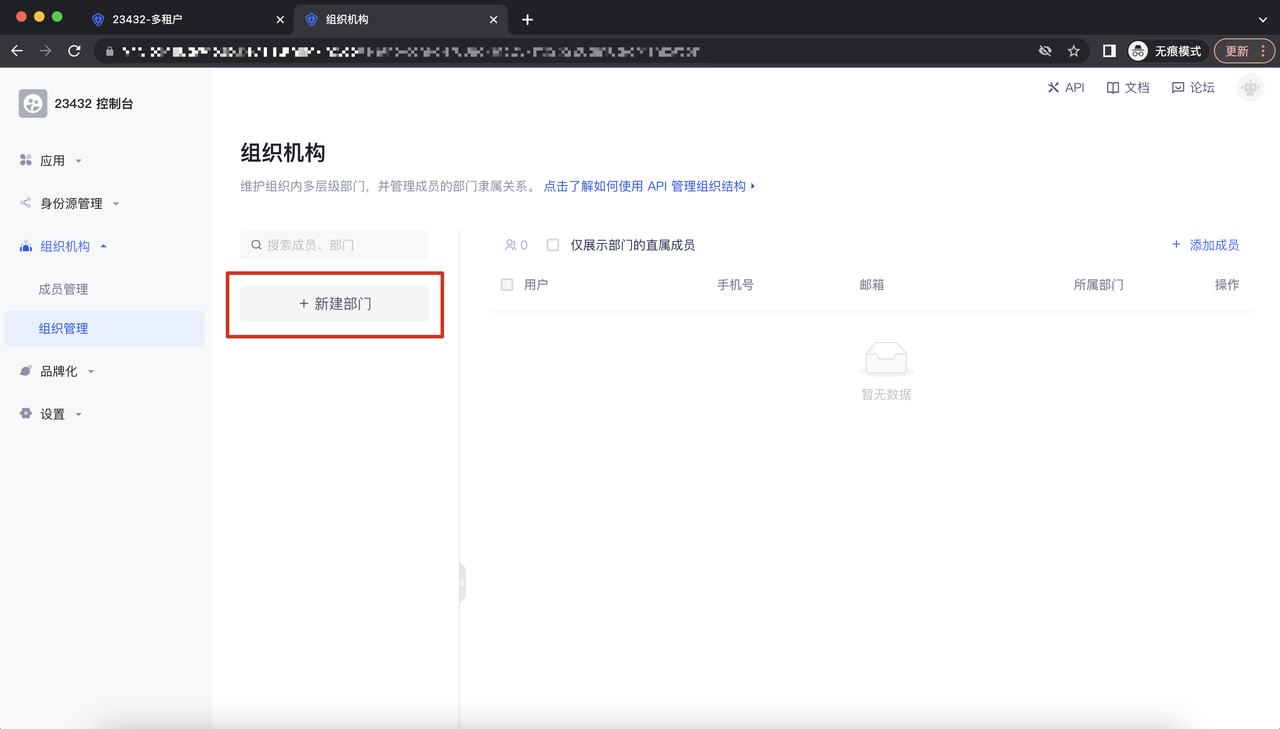 23432-多租户
组织机构
无痕模式
更新
23432 控制台
API
文档
论坛
应用
身份源管理
组织机构
成员管理
组织管理
品牌化
设置
组织机构
维护组织内多层级部门，并管理成员的部门隶属关系。 点击了解如何使用 API 管理组织结构
搜索成员、部门
+ 新建部门
0 仅展示部门的直属成员
+ 添加成员
用户 手机号 邮箱 所属部门 操作
暂无数据